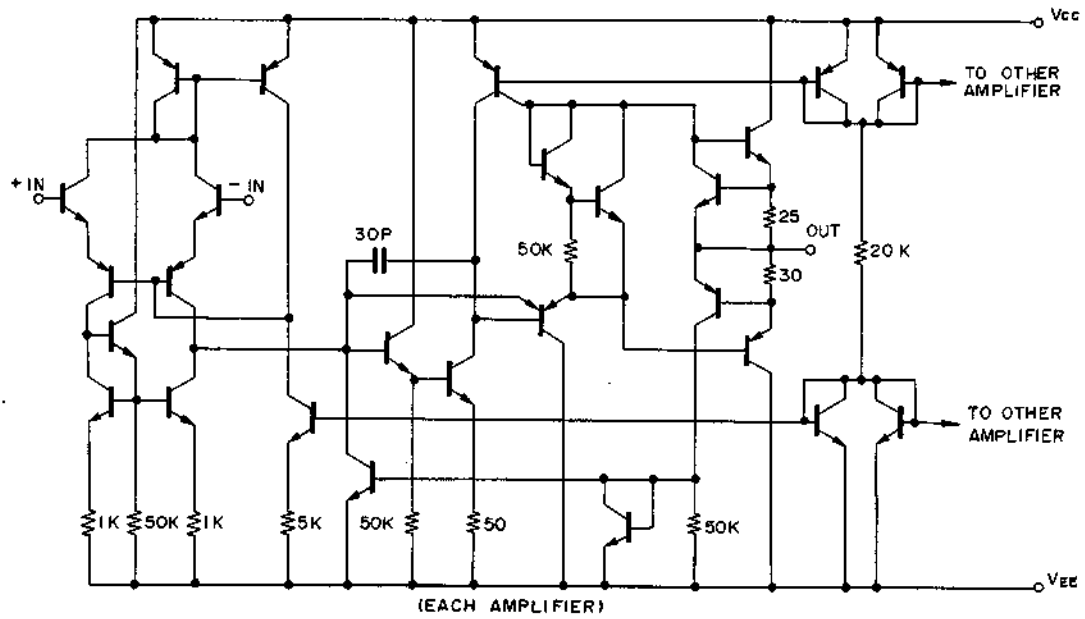 Vcc
TO OTHER
AMPLIFIER
+ IN
- IN
25
OUT
30P
50K
30
20 K
TO OTHER
AMPLIFIER
1K
50K
1K
5K
50K
50
50K
VEE
(EACH AMPLIFIER)